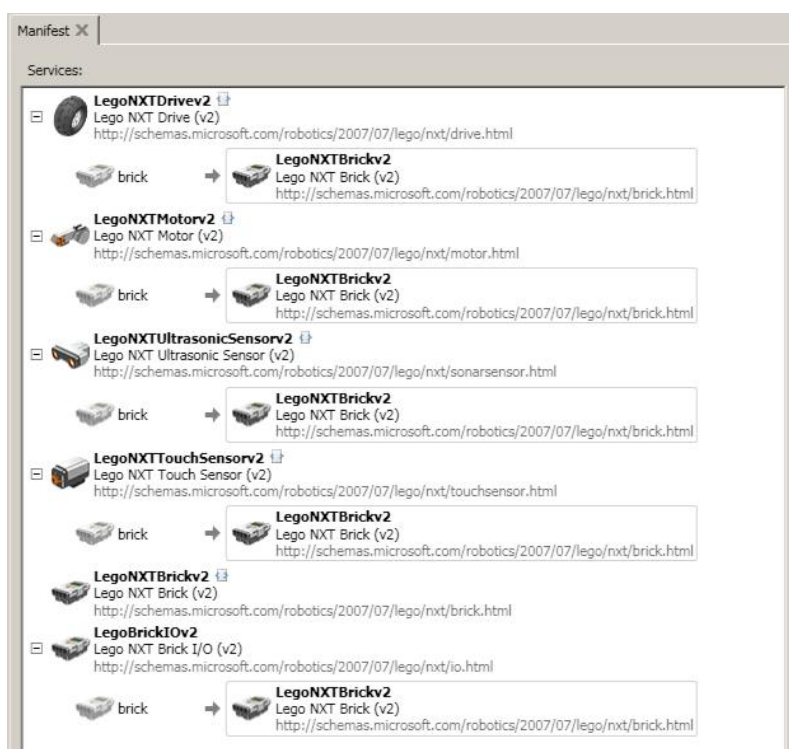 Manifest
Services:
LegoNXTDrivev2
Lego NXT Drive (v2)
http://schemas.microsoft.com/robotics/2007/07/lego/nxt/drive.html
brick
LegoNXTBrickv2
Lego NXT Brick (v2)
http://schemas.microsoft.com/robotics/2007/07/lego/nxt/brick.html
LegoNXTMotorv2
Lego NXT Motor (v2)
http://schemas.microsoft.com/robotics/2007/07/lego/nxt/motor.html
brick
LegoNXTBrickv2
Lego NXT Brick (v2)
http://schemas.microsoft.com/robotics/2007/07/lego/nxt/brick.html
LegoNXTUltrasonicSensorv2
Lego NXT Ultrasonic Sensor (v2)
http://schemas.microsoft.com/robotics/2007/07/lego/nxt/sonarsensor.html
brick
LegoNXTBrickv2
Lego NXT Brick (v2)
http://schemas.microsoft.com/robotics/2007/07/lego/nxt/brick.html
LegoNXTTouchSensorv2
Lego NXT Touch Sensor (v2)
http://schemas.microsoft.com/robotics/2007/07/lego/nxt/touchsensor.html
brick
LegoNXTBrickv2
Lego NXT Brick (v2)
http://schemas.microsoft.com/robotics/2007/07/lego/nxt/brick.html
LegoNXTBrickv2
Lego NXT Brick (v2)
http://schemas.microsoft.com/robotics/2007/07/lego/nxt/brick.html
LegoBrickIOv2
Lego NXT Brick I/O (v2)
http://schemas.microsoft.com/robotics/2007/07/lego/nxt/io.html
brick
LegoNXTBrickv2
Lego NXT Brick (v2)
http://schemas.microsoft.com/robotics/2007/07/lego/nxt/brick.html